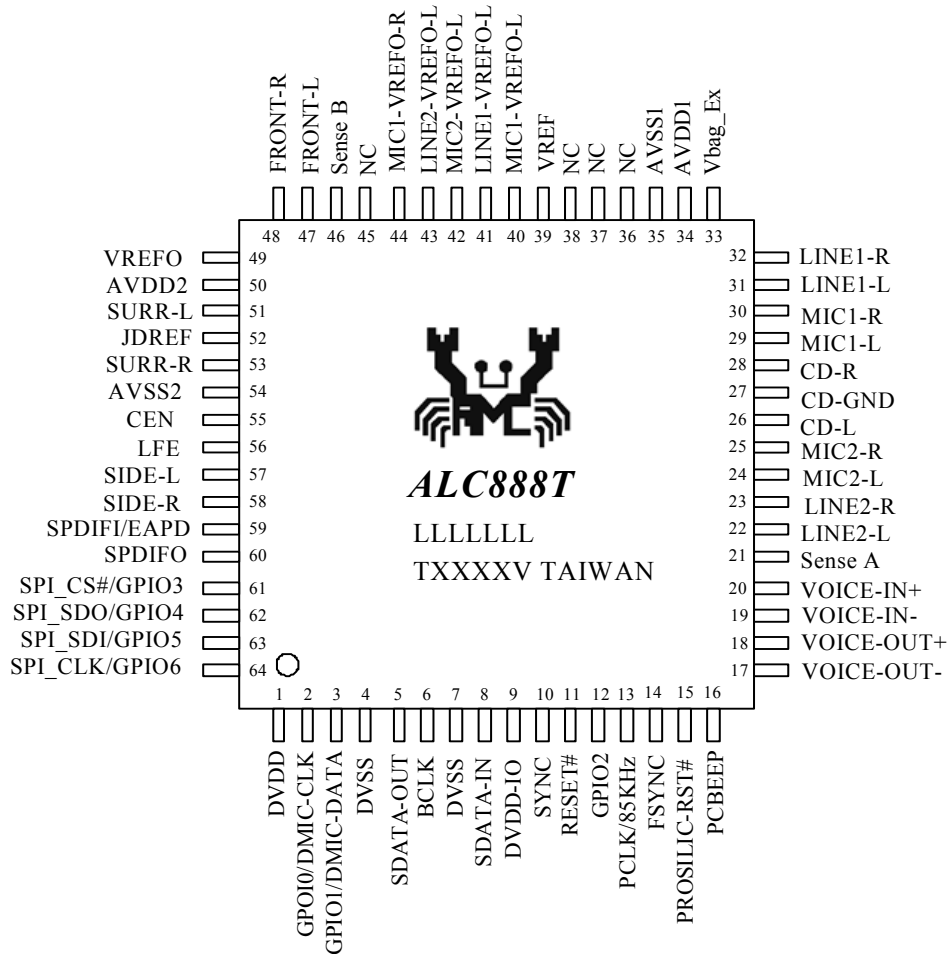 FRONT-R
FRONT-L
Sense B
NC
MIC1-VREFO-R
LINE2-VREFO-L
MIC2-VREFO-L
LINE1-VREFO-L
MIC1-VREFO-L
VREF
NC
NC
NC
AVSS1
AVDD1
Vbag_Ex
48 47 46 45 44 43 42 41 40 39 38 37 36 35 34 33
VREFO 49
AVDD2 50
SURR-L 51
JDREF 52
SURR-R 53
AVSS2 54
CEN 55
LFE 56
SIDE-L 57
SIDE-R 58
SPDIFI/EAPD 59
SPDIFO 60
SPI_CS#/GPIO3 61
SPI_SDO/GPIO4 62
SPI_SDI/GPIO5 63
SPI_CLK/GPIO6 64
ALC888T
LLLLLLL
TXXXXV TAIWAN
32 LINE1-R
31 LINE1-L
30 MIC1-R
29 MIC1-L
28 CD-R
27 CD-GND
26 CD-L
25 MIC2-R
24 MIC2-L
23 LINE2-R
22 LINE2-L
21 Sense A
20 VOICE-IN+
19 VOICE-IN-
18 VOICE-OUT+
17 VOICE-OUT-
1 2 3 4 5 6 7 8 9 10 11 12 13 14 15 16
DVDD
GPOI0/DMIC-CLK
GPIO1/DMIC-DATA
DVSS
SDATA-OUT
BCLK
DVSS
SDATA-IN
DVDD-IO
SYNC
RESET#
GPIO2
PCLK/85KHz
FSYNC
PROSILIC-RST#
PCBEEP